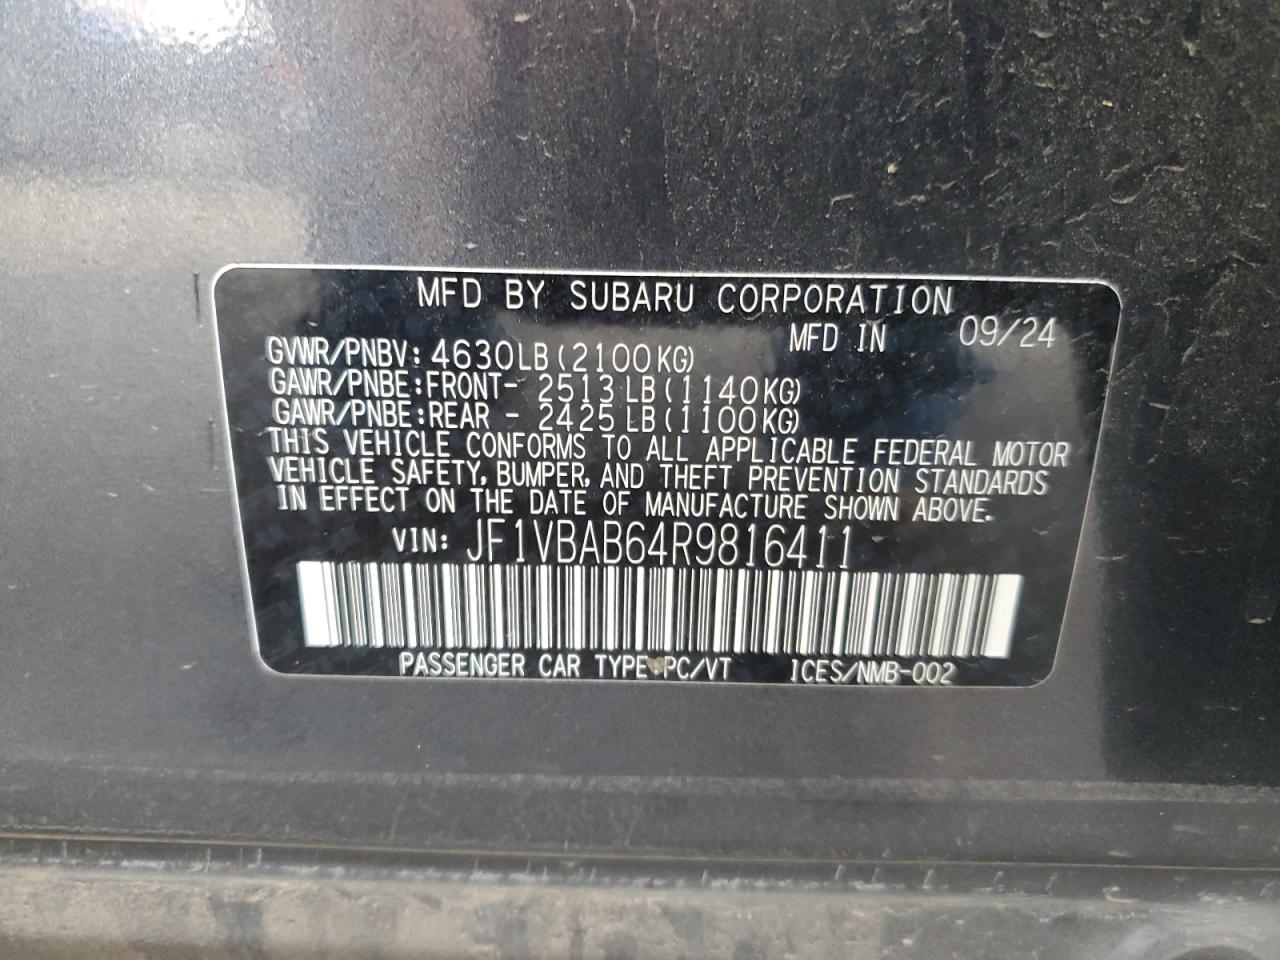 MFD BY SUBARU CORPORATION
MFD IN 09/24
GVWR/PNBV: 4630LB (2100KG)
GAWR/PNBE:FRONT- 2513 LB (1140KG)
GAWR/PNBE:REAR - 2425 LB (1100KG)
THIS VEHICLE CONFORMS TO ALL APPLICABLE FEDERAL MOTOR
VEHICLE SAFETY, BUMPER, AND THEFT PREVENTION STANDARDS
IN EFFECT ON THE DATE OF MANUFACTURE SHOWN ABOVE.
VIN: JF1VBAB64R9816411
PASSENGER CAR TYPE:PC/VT ICES/NMB-002